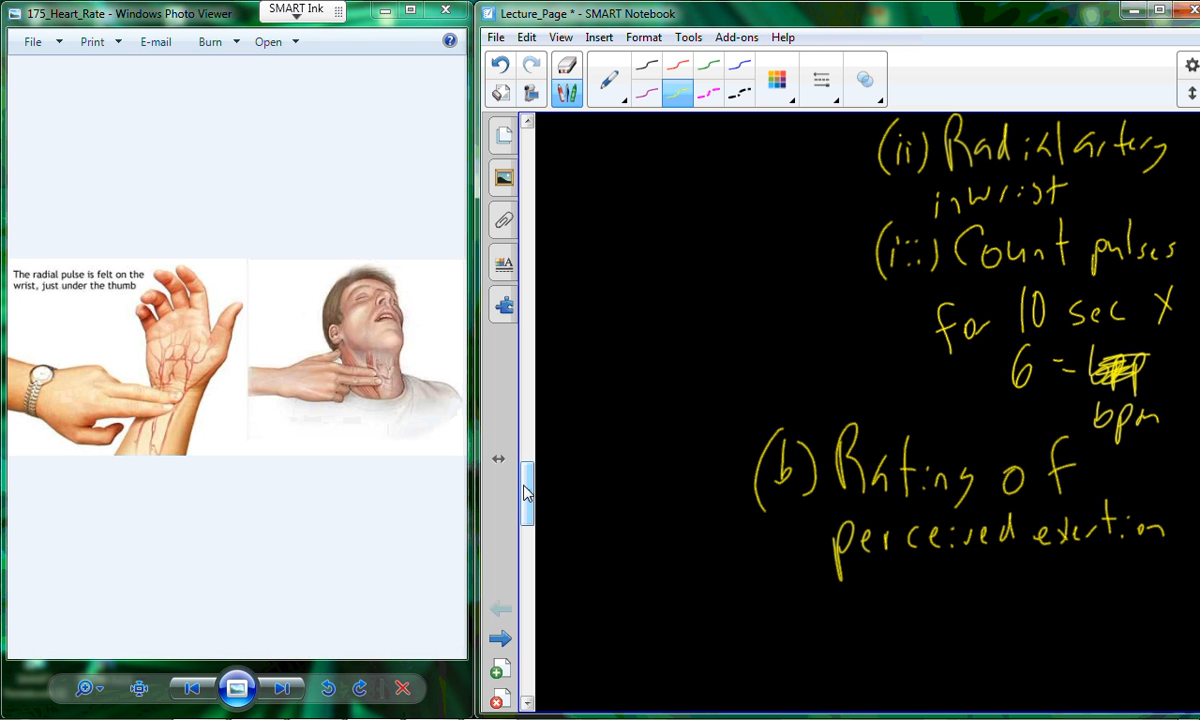 175_Heart_Rate - Windows Photo Viewer
SMART Ink
File Print E-mail Burn Open
The radial pulse is felt on the
wrist, just under the thumb
Lecture_Page * - SMART Notebook
File Edit View Insert Format Tools Add-ons Help
(ii) Radial artery
in wrist
(iii) Count pulses
for 10 sec X
6 =
bpm
(b) Rating of
perceived exertion